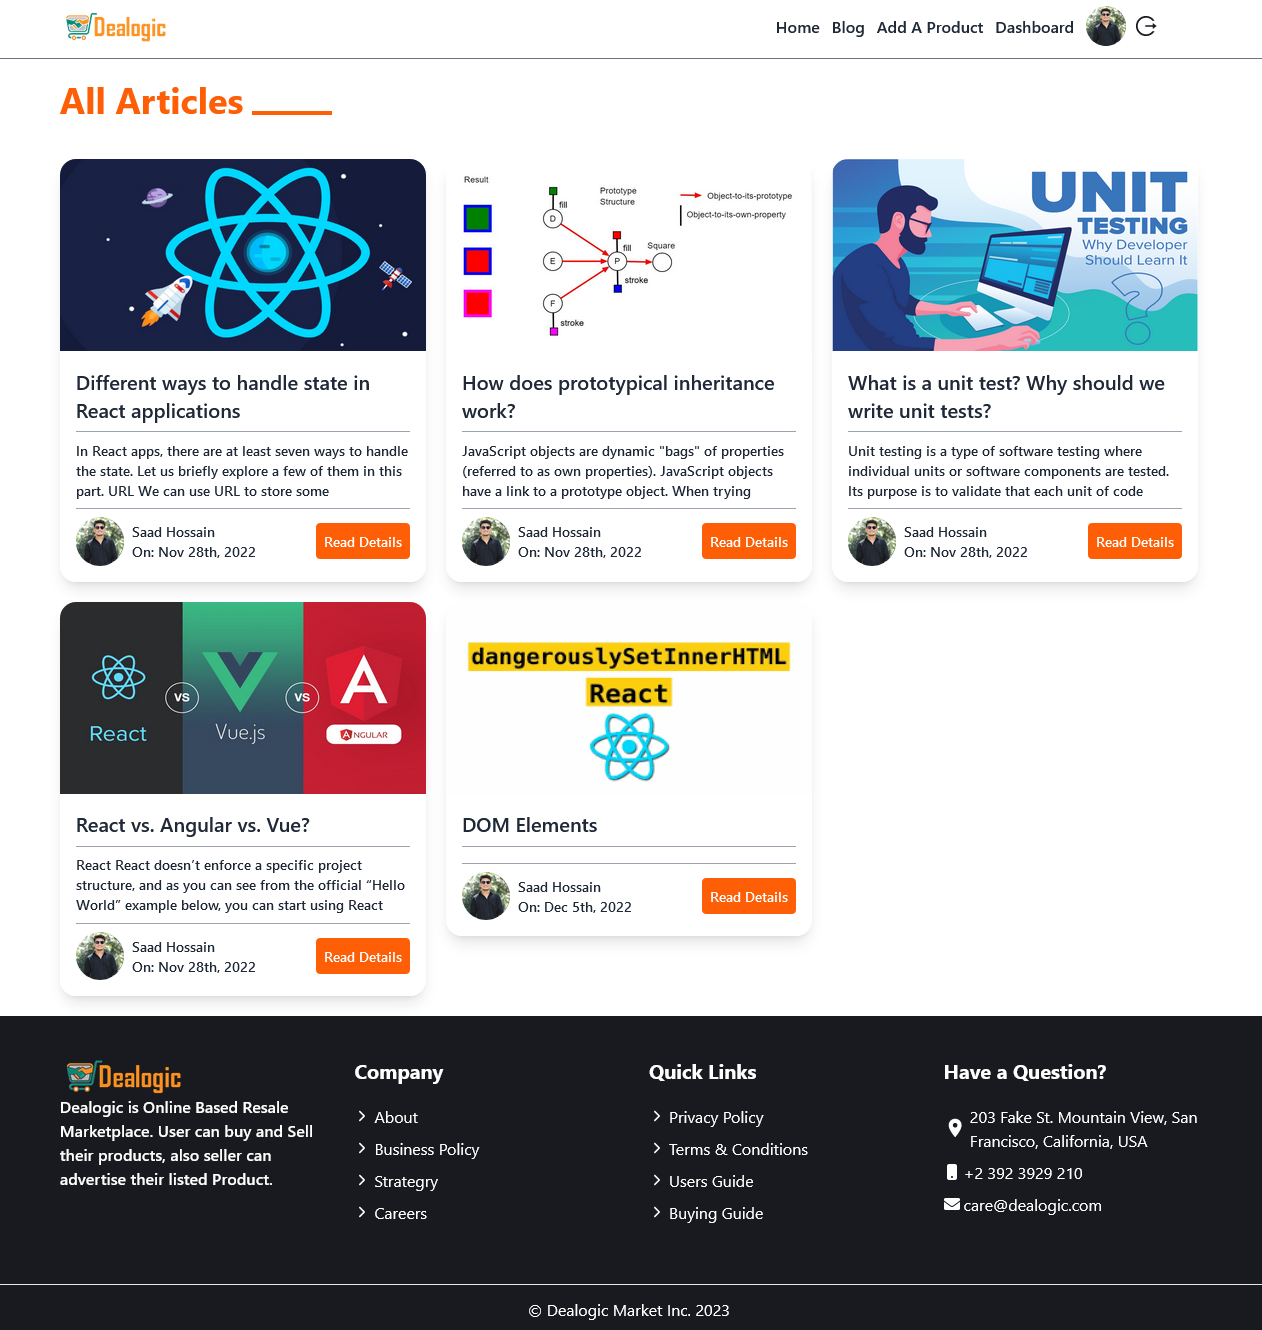 Dealogic
Home Blog Add A Product Dashboard
All Articles
Different ways to handle state in
React applications
In React apps, there are at least seven ways to handle
the state. Let us briefly explore a few of them in this
part. URL We can use URL to store some
Saad Hossain
On: Nov 28th, 2022
Read Details
Result
Prototype
Structure
Object-to-its-prototype
Object-to-its-own-property
fill
D
E
fill
P
Square
stroke
F
stroke
How does prototypical inheritance
work?
JavaScript objects are dynamic "bags" of properties
(referred to as own properties). JavaScript objects
have a link to a prototype object. When trying
Saad Hossain
On: Nov 28th, 2022
Read Details
UNIT
TESTING
Why Developer
Should Learn It
What is a unit test? Why should we
write unit tests?
Unit testing is a type of software testing where
individual units or software components are tested.
Its purpose is to validate that each unit of code
Saad Hossain
On: Nov 28th, 2022
Read Details
React
VS
Vue.js
VS
A
ANGULAR
React vs. Angular vs. Vue?
React React doesn’t enforce a specific project
structure, and as you can see from the official “Hello
World” example below, you can start using React
Saad Hossain
On: Nov 28th, 2022
Read Details
dangerouslySetInnerHTML
React
DOM Elements
Saad Hossain
On: Dec 5th, 2022
Read Details
Dealogic
Dealogic is Online Based Resale
Marketplace. User can buy and Sell
their products, also seller can
advertise their listed Product.
Company
About
Business Policy
Strategry
Careers
Quick Links
Privacy Policy
Terms & Conditions
Users Guide
Buying Guide
Have a Question?
203 Fake St. Mountain View, San
Francisco, California, USA
+2 392 3929 210
care@dealogic.com
© Dealogic Market Inc. 2023